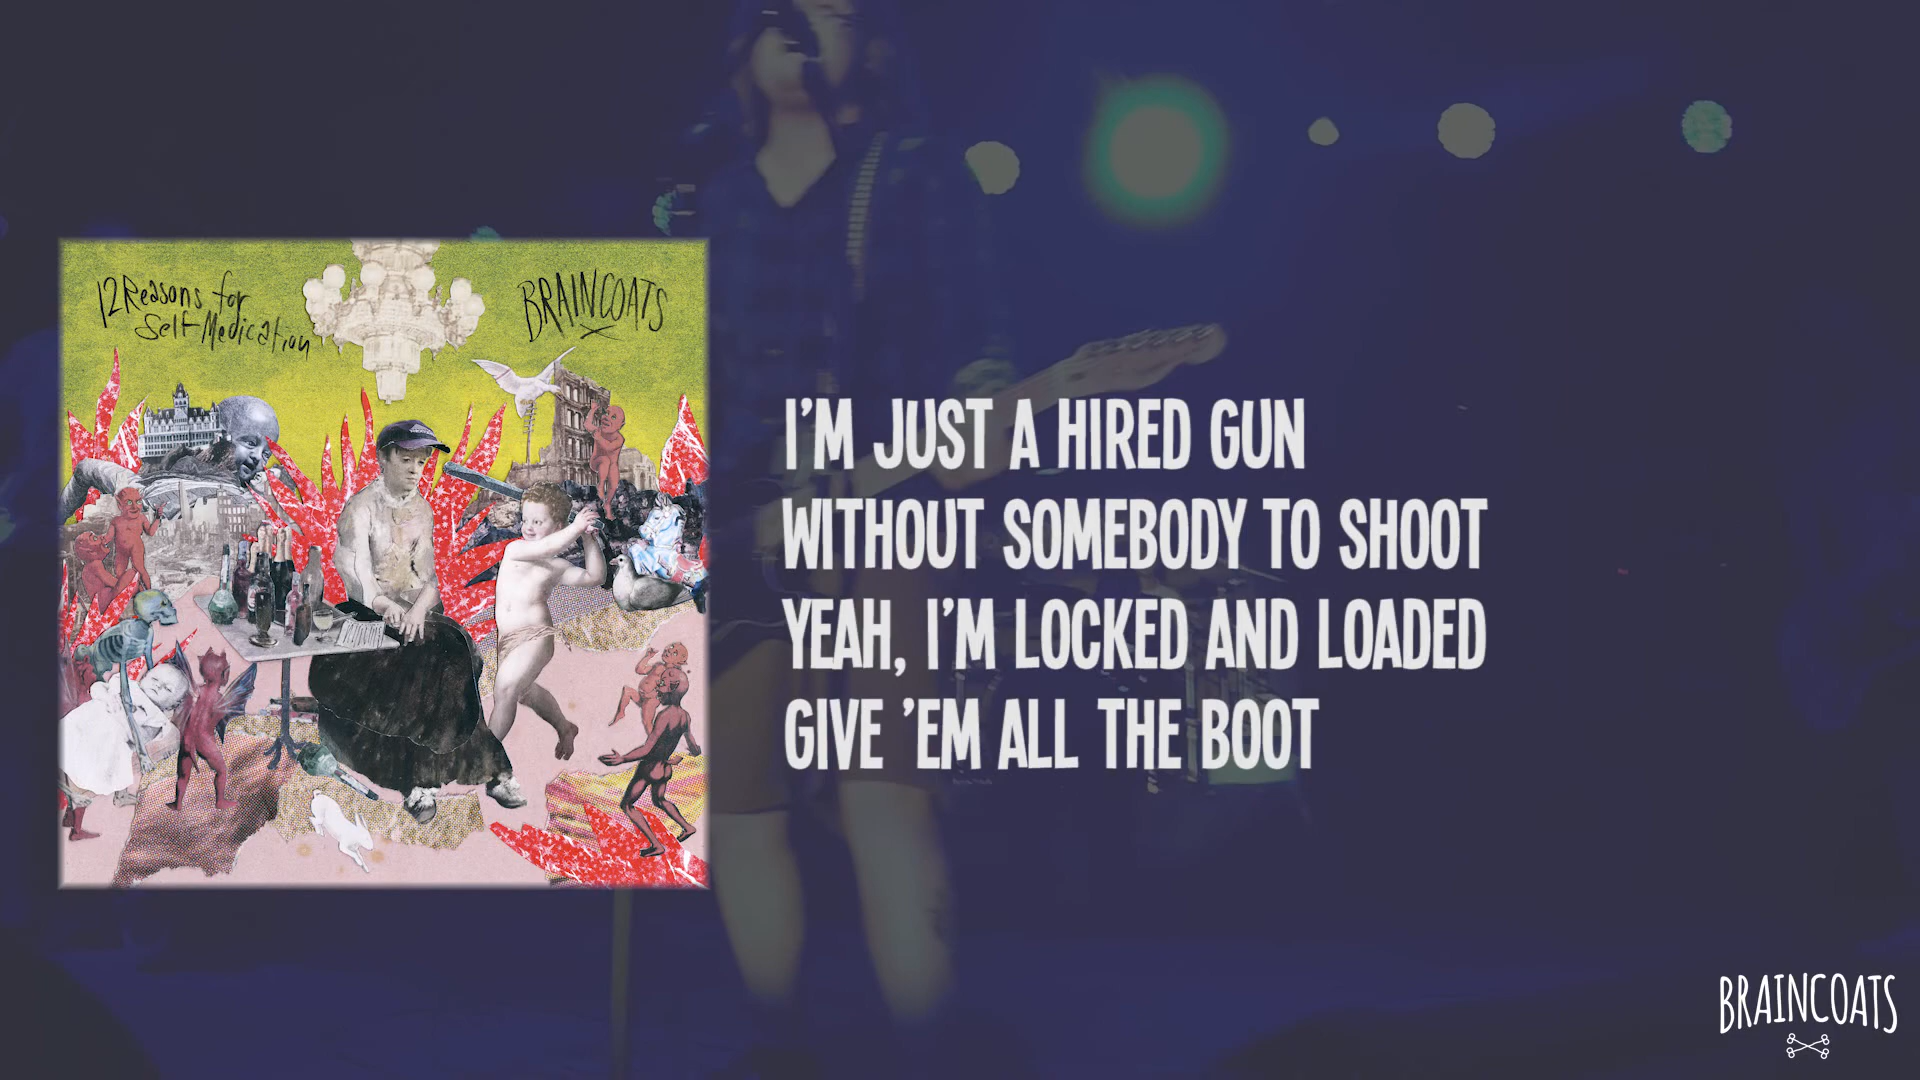 12 Reasons for
Self-Medication
BRAINCOATS
I'M JUST A HIRED GUN
WITHOUT SOMEBODY TO SHOOT
YEAH, I'M LOCKED AND LOADED
GIVE 'EM ALL THE BOOT
BRAINCOATS